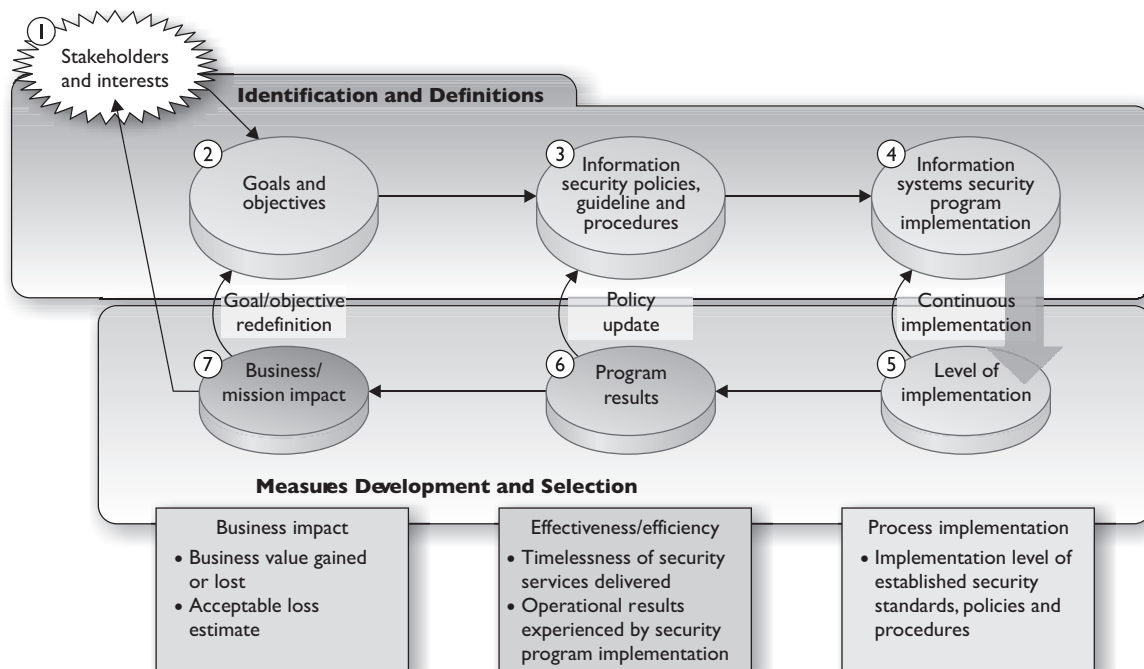 1
Stakeholders
and interests
Identification and Definitions
2
Goals and
objectives
3
Information
security policies,
guideline and
procedures
4
Information
systems security
program
implementation
Goal/objective
redefinition
Policy
update
Continuous
implementation
7
Business/
mission impact
6
Program
results
5
Level of
implementation
Measures Development and Selection
Business impact
• Business value gained
or lost
• Acceptable loss
estimate
Effectiveness/efficiency
• Timelessness of security
services delivered
• Operational results
experienced by security
program implementation
Process implementation
• Implementation level of
established security
standards, policies and
procedures